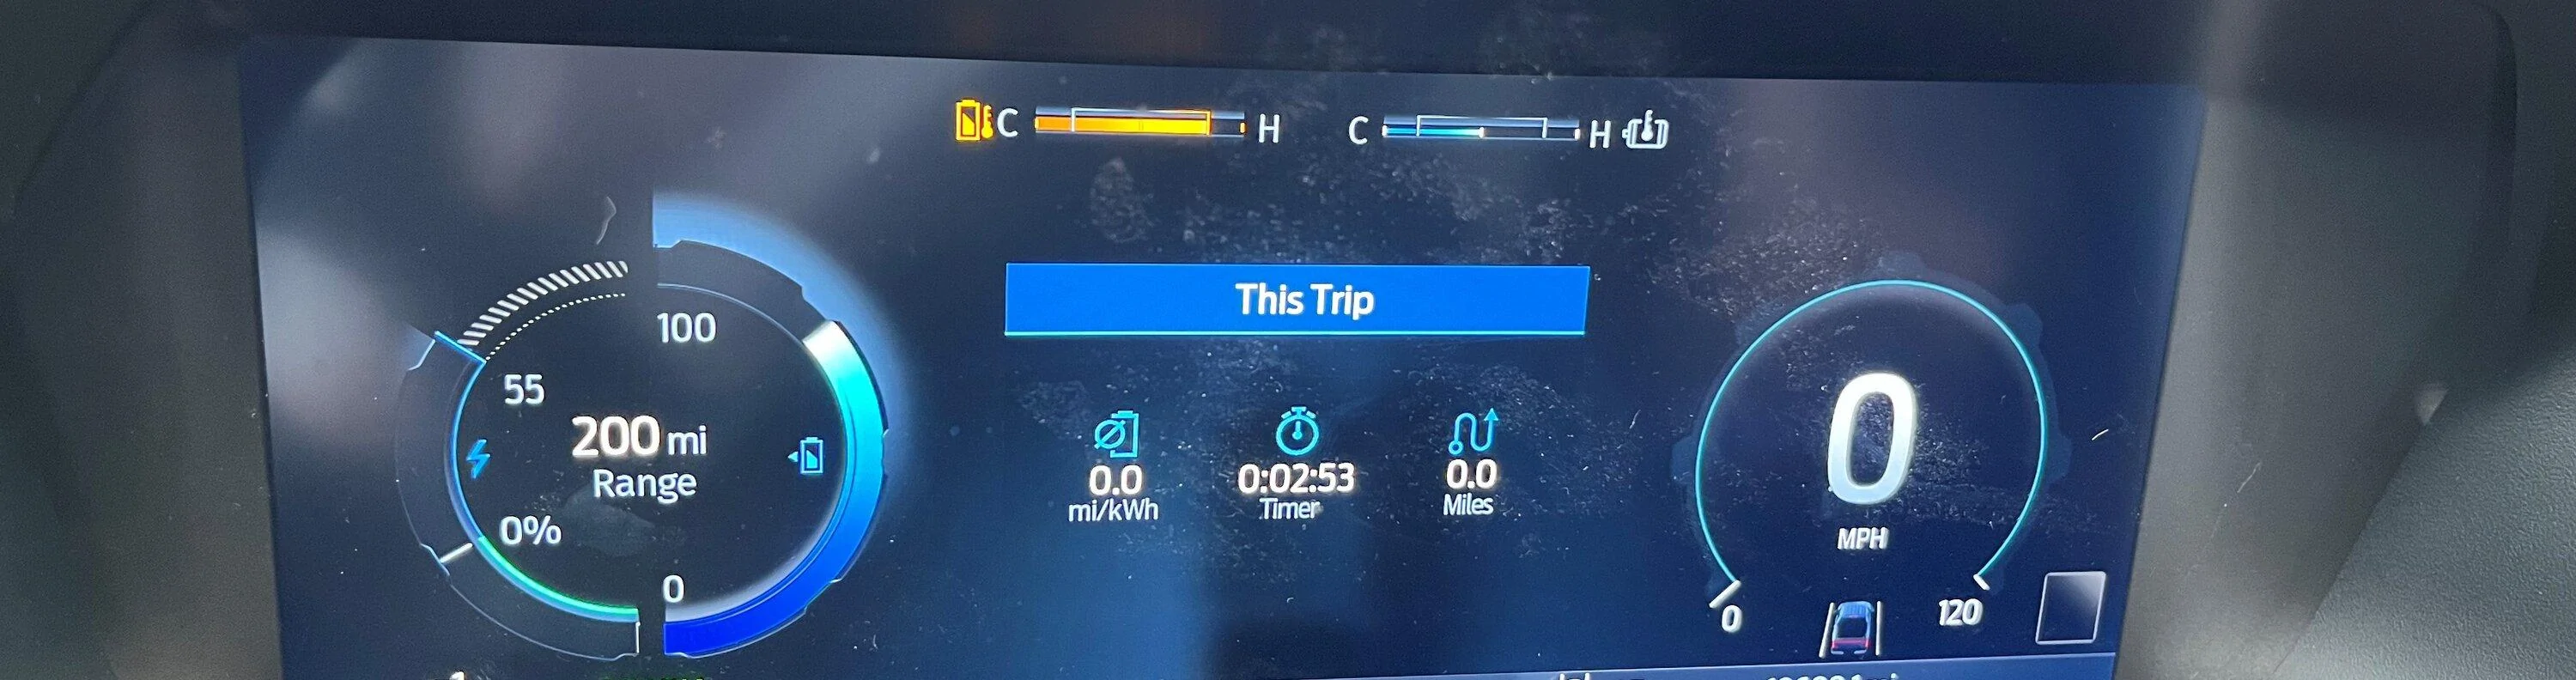 C H C H
This Trip
100
55
200 mi
Range
0%
0
0.0
mi/kWh
0:02:53
Timer
0.0
Miles
0
MPH
0
120